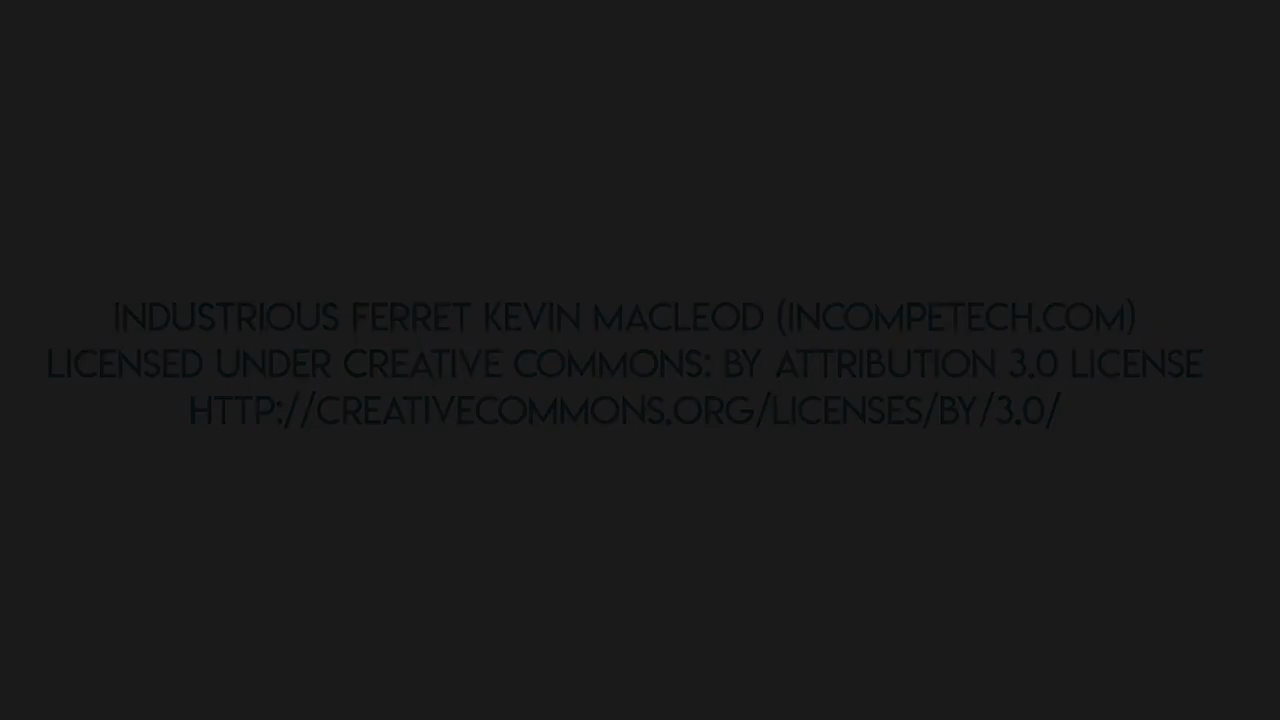 INDUSTRIOUS FERRET KEVIN MACLEOD (INCOMPETECH.COM)
LICENSED UNDER CREATIVE COMMONS: BY ATTRIBUTION 3.0 LICENSE
HTTP://CREATIVECOMMONS.ORG/LICENSES/BY/3.0/